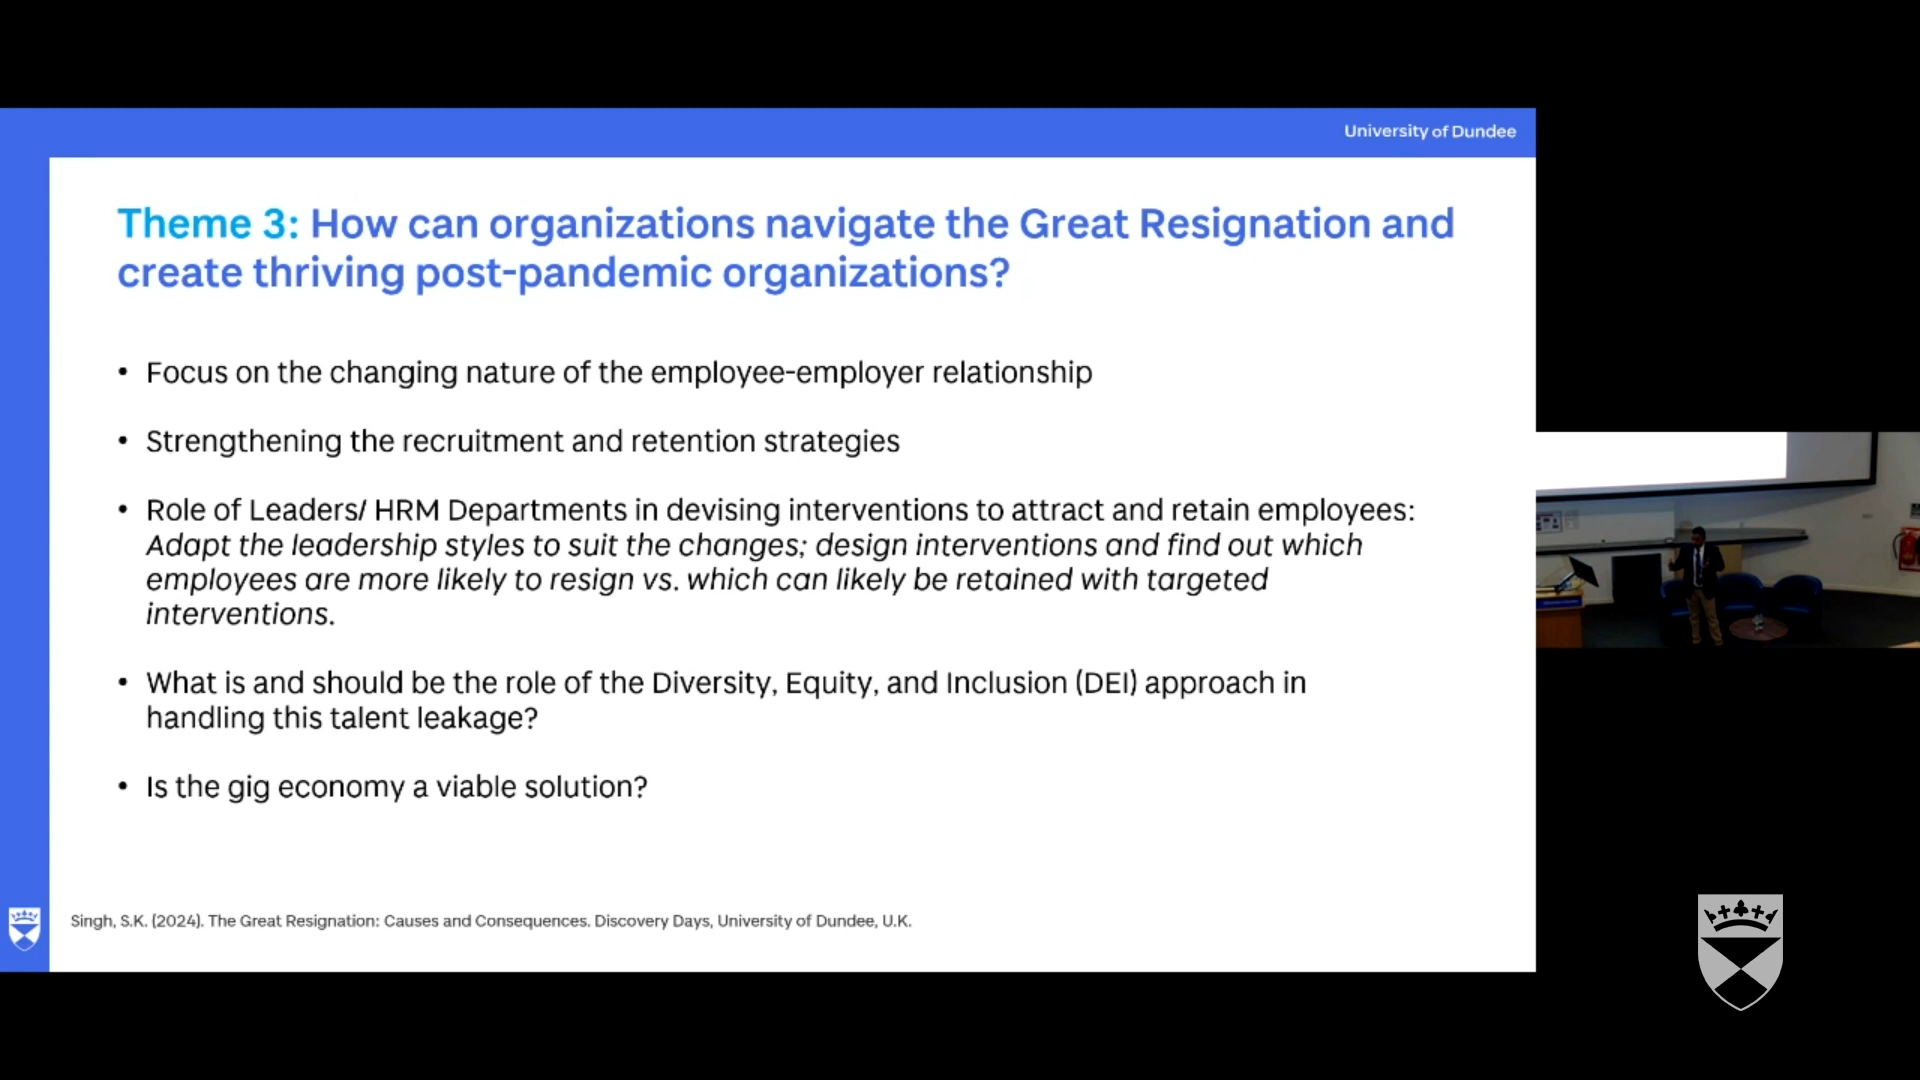 University of Dundee
Theme 3: How can organizations navigate the Great Resignation and
create thriving post-pandemic organizations?
• Focus on the changing nature of the employee-employer relationship
• Strengthening the recruitment and retention strategies
• Role of Leaders/ HRM Departments in devising interventions to attract and retain employees:
Adapt the leadership styles to suit the changes; design interventions and find out which
employees are more likely to resign vs. which can likely be retained with targeted
interventions.
• What is and should be the role of the Diversity, Equity, and Inclusion (DEI) approach in
handling this talent leakage?
• Is the gig economy a viable solution?
Singh, S.K. (2024). The Great Resignation: Causes and Consequences. Discovery Days, University of Dundee, U.K.